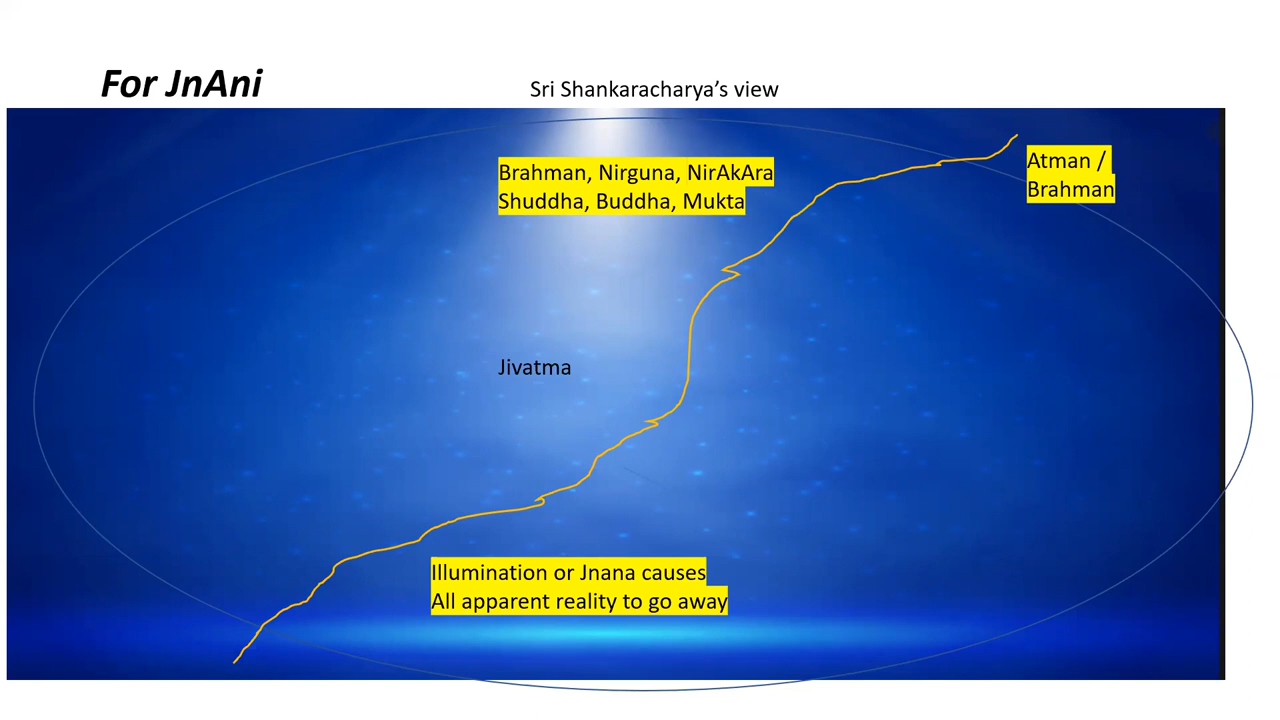 For JnAni
Sri Shankaracharya’s view
Brahman, Nirguna, NirAkAra
Shuddha, Buddha, Mukta
Atman /
Brahman
Jivatma
Illumination or Jnana causes
All apparent reality to go away